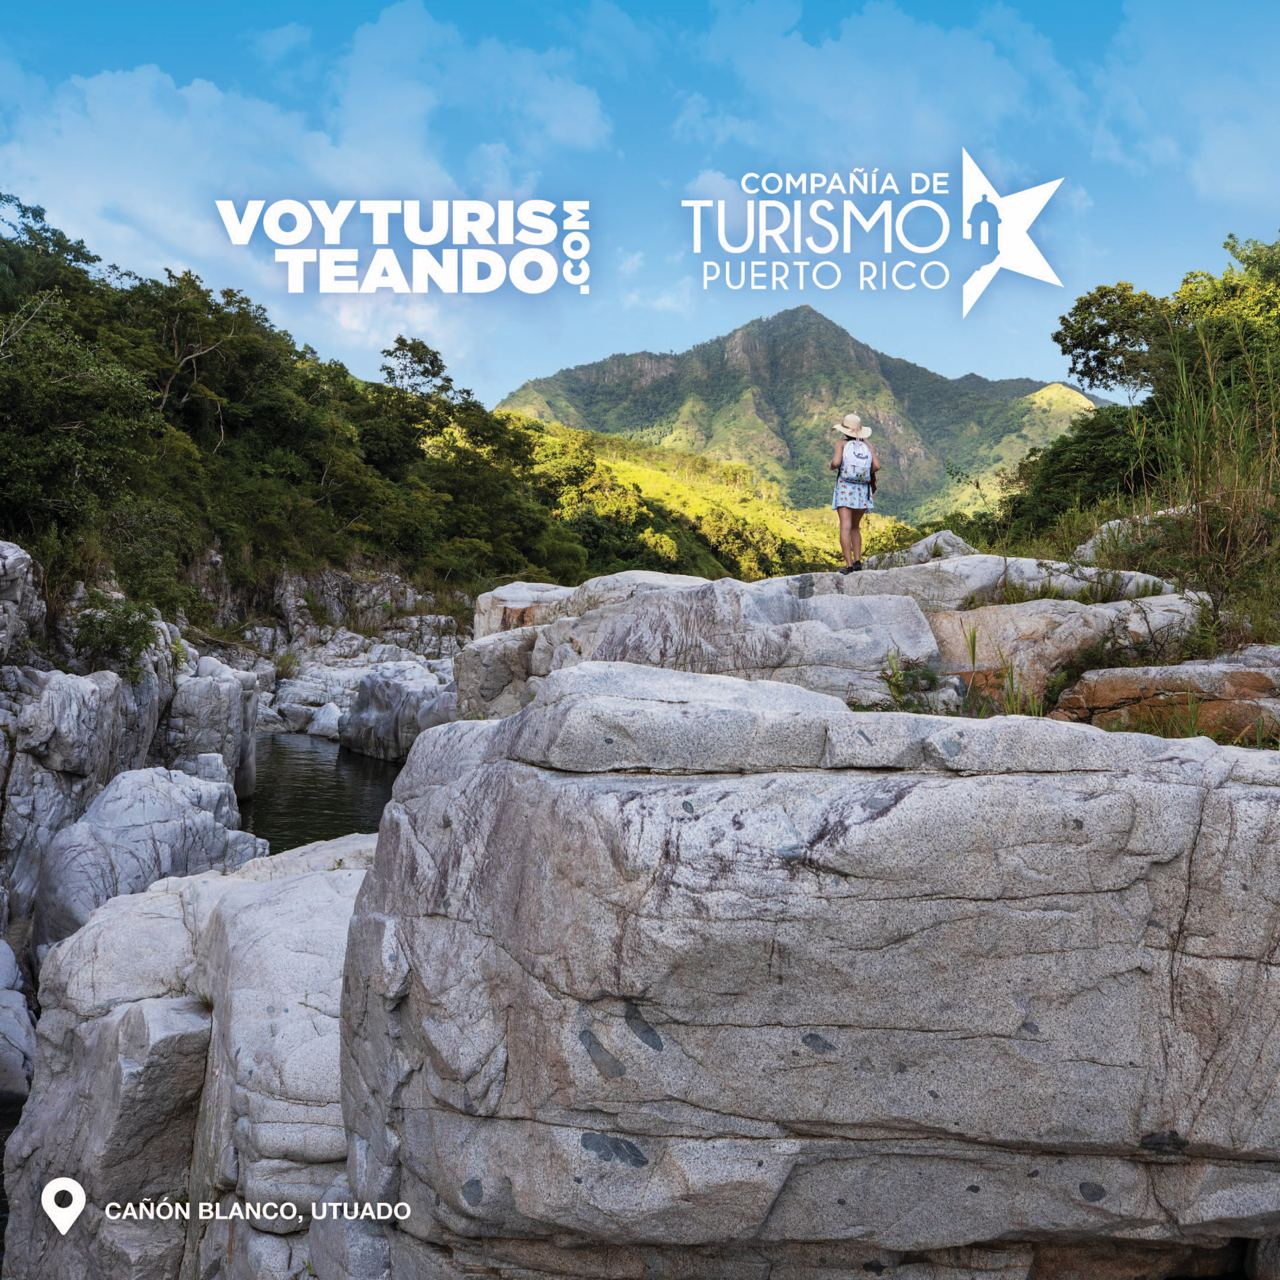 VOYTURIS
TEANDO.COM
COMPAÑÍA DE
TURISMO
PUERTO RICO
CAÑÓN BLANCO, UTUADO